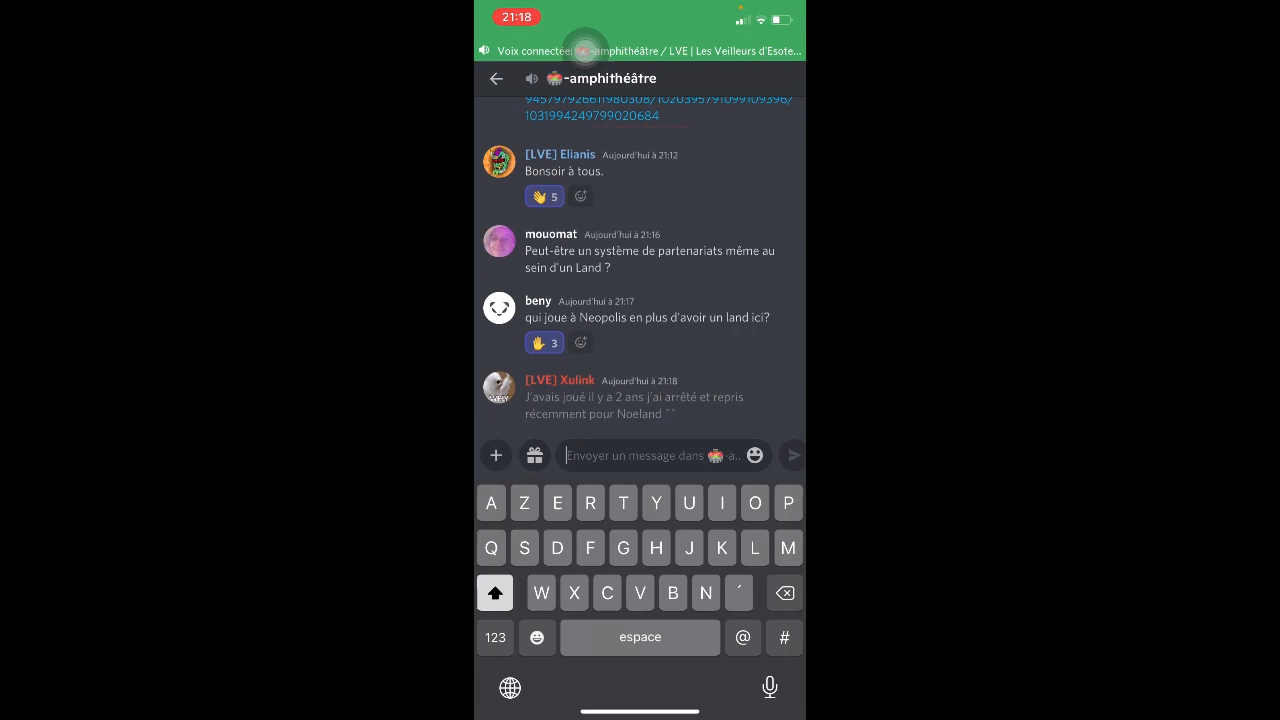 21:18
Voix connectée: -amphithéâtre / LVE | Les Veilleurs d'Esote...
-amphithéâtre
945797926611980308/1020395791099109396/
1031994249799020684
[LVE] Elianis Aujourd'hui à 21:12
Bonsoir à tous.
5
mouomat Aujourd'hui à 21:16
Peut-être un système de partenariats même au
sein d'un Land ?
beny Aujourd'hui à 21:17
qui joue à Neopolis en plus d'avoir un land ici?
3
[LVE] Xulink Aujourd'hui à 21:18
J'avais joué il y a 2 ans j'ai arrêté et repris
récemment pour Noeland ^^
Envoyer un message dans -a..
A Z E R T Y U I O P
Q S D F G H J K L M
W X C V B N ´
123 espace @ #